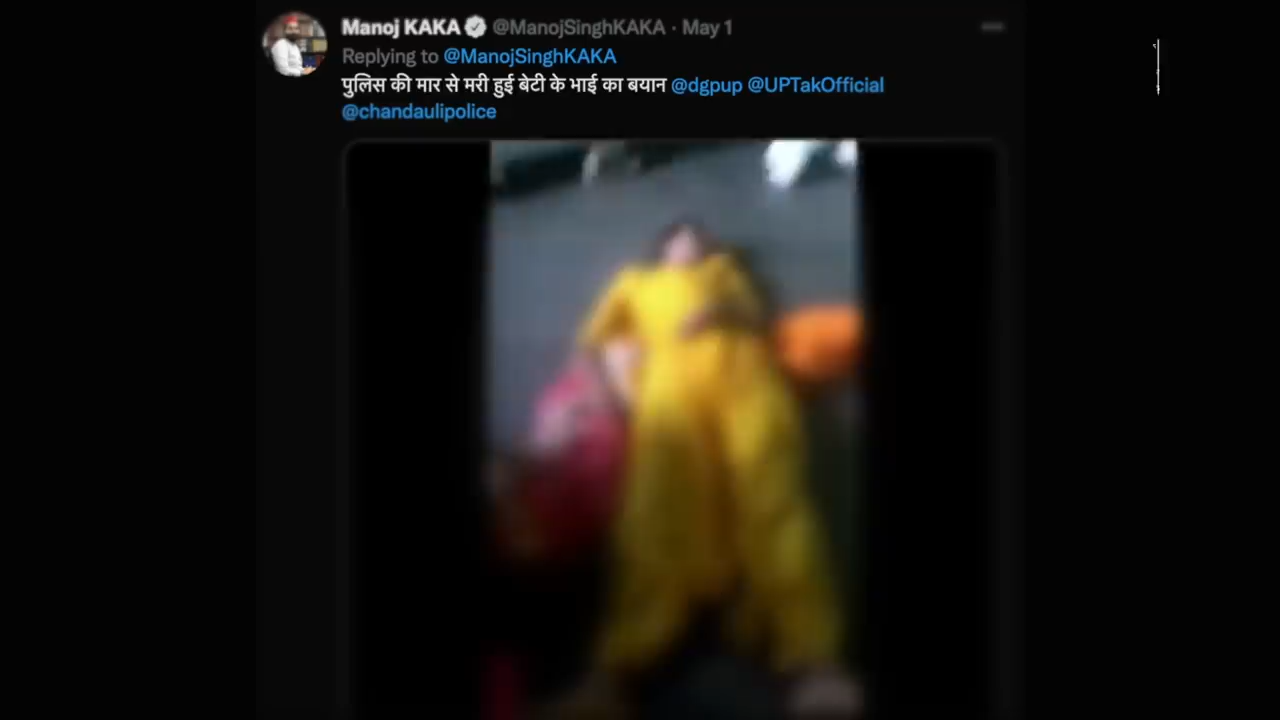 Manoj KAKA @ManojSinghKAKA · May 1
Replying to @ManojSinghKAKA
पुलिस की मार से मरी हुई बेटी के भाई का बयान @dgpup @UPTakOfficial
@chandaulipolice